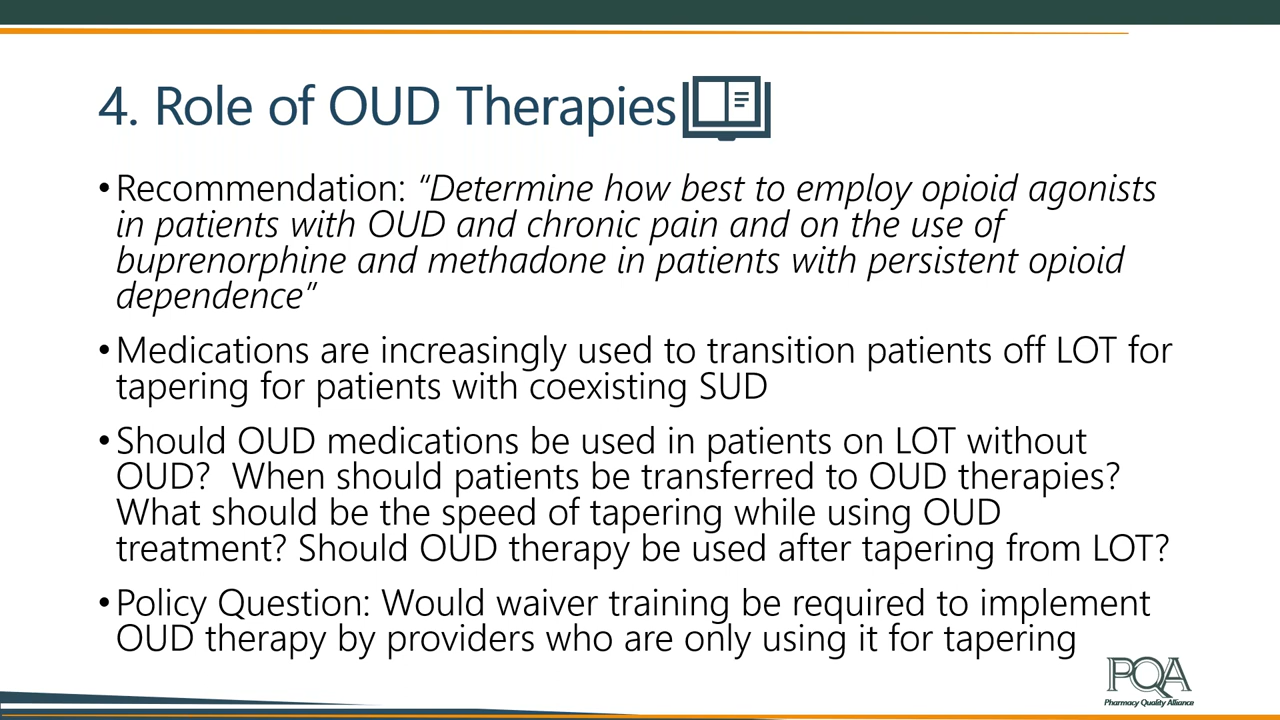 4. Role of OUD Therapies
•Recommendation: “Determine how best to employ opioid agonists
in patients with OUD and chronic pain and on the use of
buprenorphine and methadone in patients with persistent opioid
dependence”
•Medications are increasingly used to transition patients off LOT for
tapering for patients with coexisting SUD
•Should OUD medications be used in patients on LOT without
OUD?  When should patients be transferred to OUD therapies?
What should be the speed of tapering while using OUD
treatment? Should OUD therapy be used after tapering from LOT?
•Policy Question: Would waiver training be required to implement
OUD therapy by providers who are only using it for tapering
PQA
Pharmacy Quality Alliance